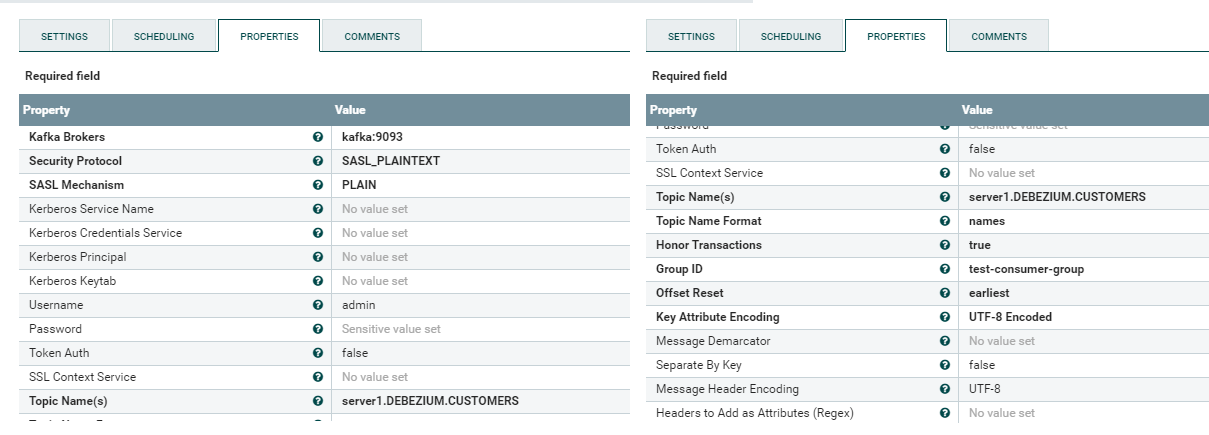 SETTINGS SCHEDULING PROPERTIES COMMENTS
Required field
Property Value
Kafka Brokers kafka:9093
Security Protocol SASL_PLAINTEXT
SASL Mechanism PLAIN
Kerberos Service Name No value set
Kerberos Credentials Service No value set
Kerberos Principal No value set
Kerberos Keytab No value set
Username admin
Password Sensitive value set
Token Auth false
SSL Context Service No value set
Topic Name(s) server1.DEBEZIUM.CUSTOMERS
SETTINGS SCHEDULING PROPERTIES COMMENTS
Required field
Property Value
Password Sensitive value set
Token Auth false
SSL Context Service No value set
Topic Name(s) server1.DEBEZIUM.CUSTOMERS
Topic Name Format names
Honor Transactions true
Group ID test-consumer-group
Offset Reset earliest
Key Attribute Encoding UTF-8 Encoded
Message Demarcator No value set
Separate By Key false
Message Header Encoding UTF-8
Headers to Add as Attributes (Regex) No value set